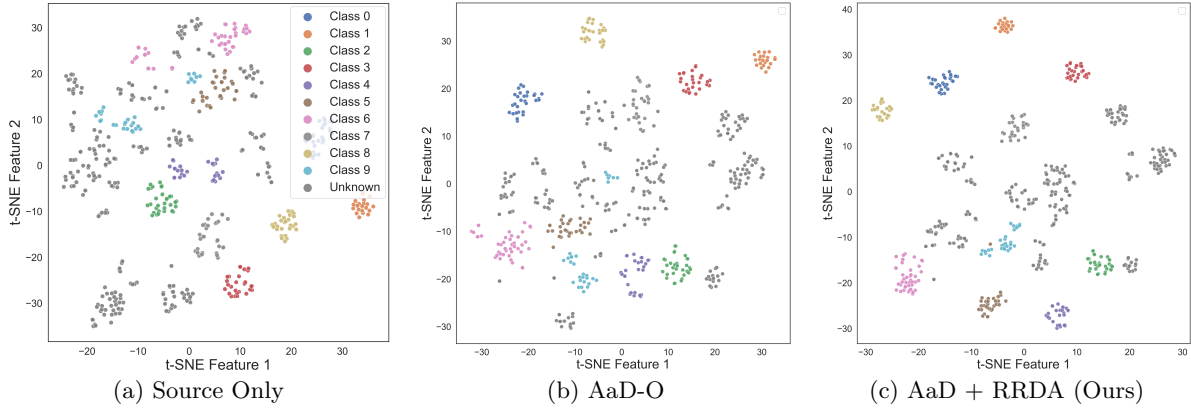 t-SNE Feature 2
30
20
10
0
−10
−20
−30
−20
−10
0
10
20
30
t-SNE Feature 1
Class 0
Class 1
Class 2
Class 3
Class 4
Class 5
Class 6
Class 7
Class 8
Class 9
Unknown
(a) Source Only
t-SNE Feature 2
30
20
10
0
−10
−20
−30
−30
−20
−10
0
10
20
30
t-SNE Feature 1
(b) AaD-O
t-SNE Feature 2
40
30
20
10
0
−10
−20
−30
−30
−20
−10
0
10
20
30
t-SNE Feature 1
(c) AaD + RRDA (Ours)